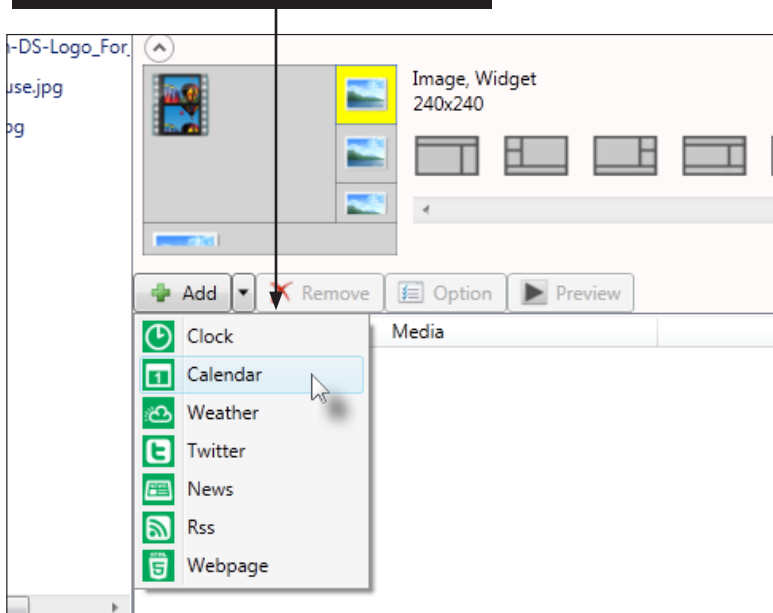 -DS-Logo_For_
use.jpg
Image, Widget
240x240
Add Remove Option Preview
Media
Clock
1 Calendar
Weather
Twitter
News
Rss
Webpage